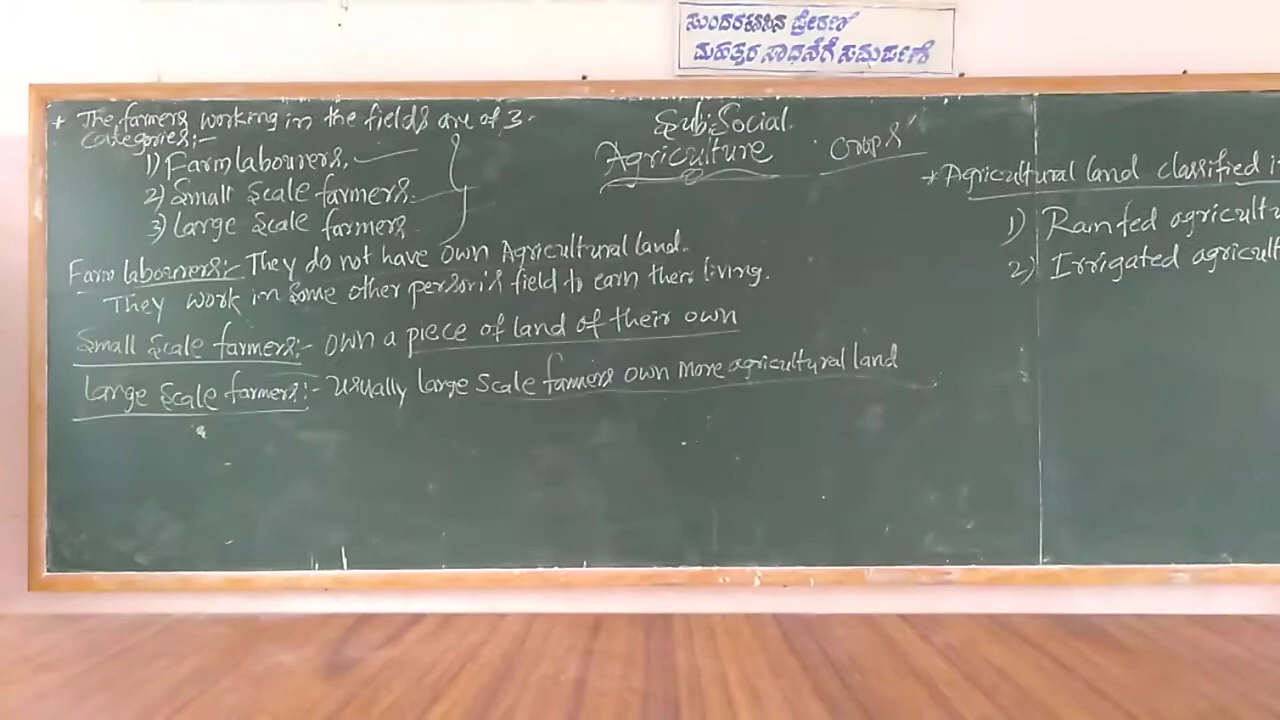 ಸುಂದರಕನಸಿನ ಪ್ರೇರಣೆ
ಮಹತ್ತರ ಸಾಧನೆಗೆ ಸಮರ್ಪಣೆ
Sub: Social
Agriculture crops
+ The farmers working in the fields are of 3
categories:-
1) Farm labourers.
2) Small Scale farmers.
3) Large Scale farmers
Farm labourers:- They do not have own Agricultural land.
They work in some other person's field to earn their living.
Small Scale farmers:- own a piece of land of their own
Large Scale farmers:- usually large scale farmers own more agricultural land
+ Agricultural land classified i
1) Rainfed agricultu
2) Irrigated agricult